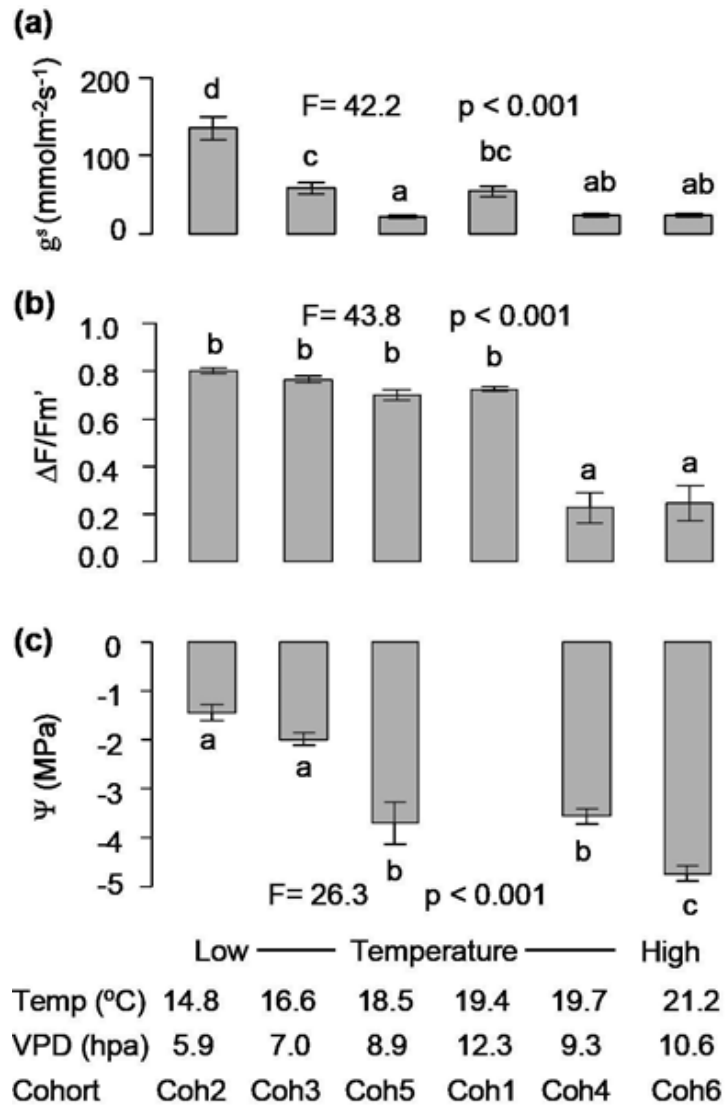 (a)
200
100
0
gˢ (mmolm⁻²s⁻¹)
F= 42.2 p < 0.001
d c a bc ab ab
(b)
1.0
0.8
0.6
0.4
0.2
0.0
ΔF/Fm'
F= 43.8 p < 0.001
b b b b a a
(c)
0
-1
-2
-3
-4
-5
Ψ (MPa)
a a b b c
F= 26.3 p < 0.001
Low Temperature High
Temp (ºC) 14.8 16.6 18.5 19.4 19.7 21.2
VPD (hpa) 5.9 7.0 8.9 12.3 9.3 10.6
Cohort Coh2 Coh3 Coh5 Coh1 Coh4 Coh6